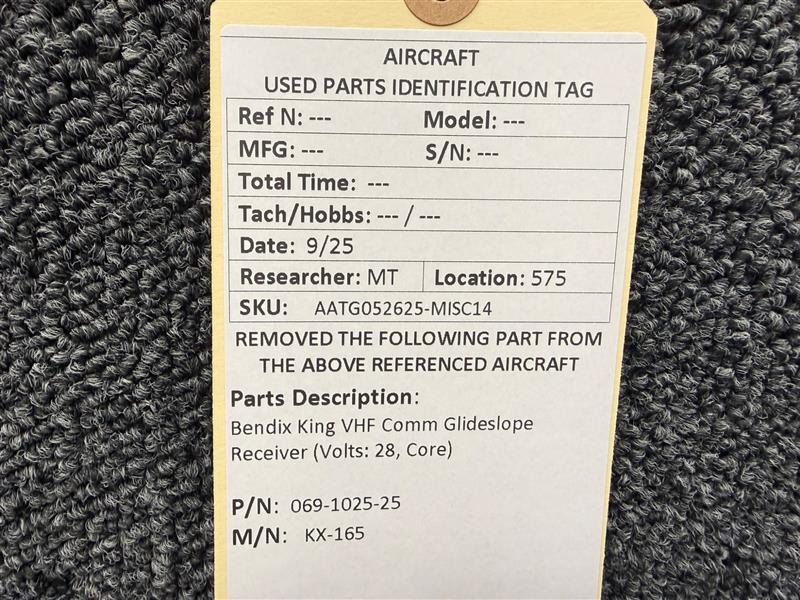 AIRCRAFT
USED PARTS IDENTIFICATION TAG
Ref N: --- Model: ---
MFG: --- S/N: ---
Total Time: ---
Tach/Hobbs: --- / ---
Date: 9/25
Researcher: MT Location: 575
SKU: AATG052625-MISC14
REMOVED THE FOLLOWING PART FROM
THE ABOVE REFERENCED AIRCRAFT
Parts Description:
Bendix King VHF Comm Glideslope
Receiver (Volts: 28, Core)
P/N: 069-1025-25
M/N: KX-165